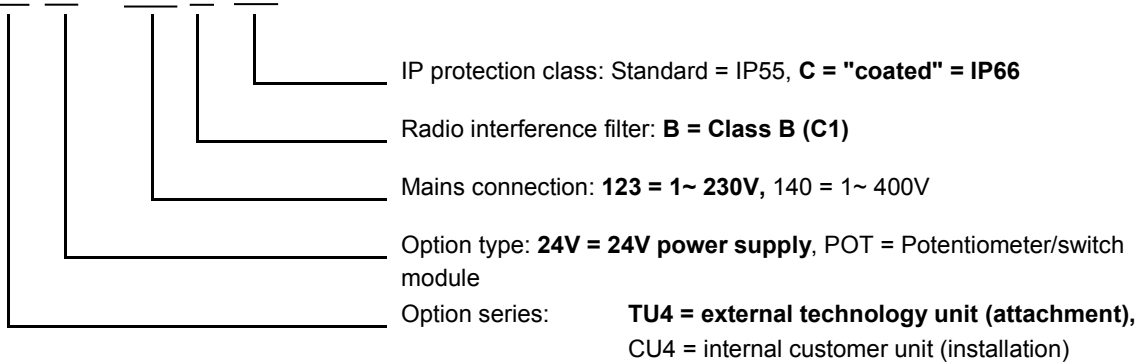 IP protection class: Standard = IP55, C = "coated" = IP66
Radio interference filter: B = Class B (C1)
Mains connection: 123 = 1~ 230V, 140 = 1~ 400V
Option type: 24V = 24V power supply, POT = Potentiometer/switch
module
Option series: TU4 = external technology unit (attachment),
CU4 = internal customer unit (installation)